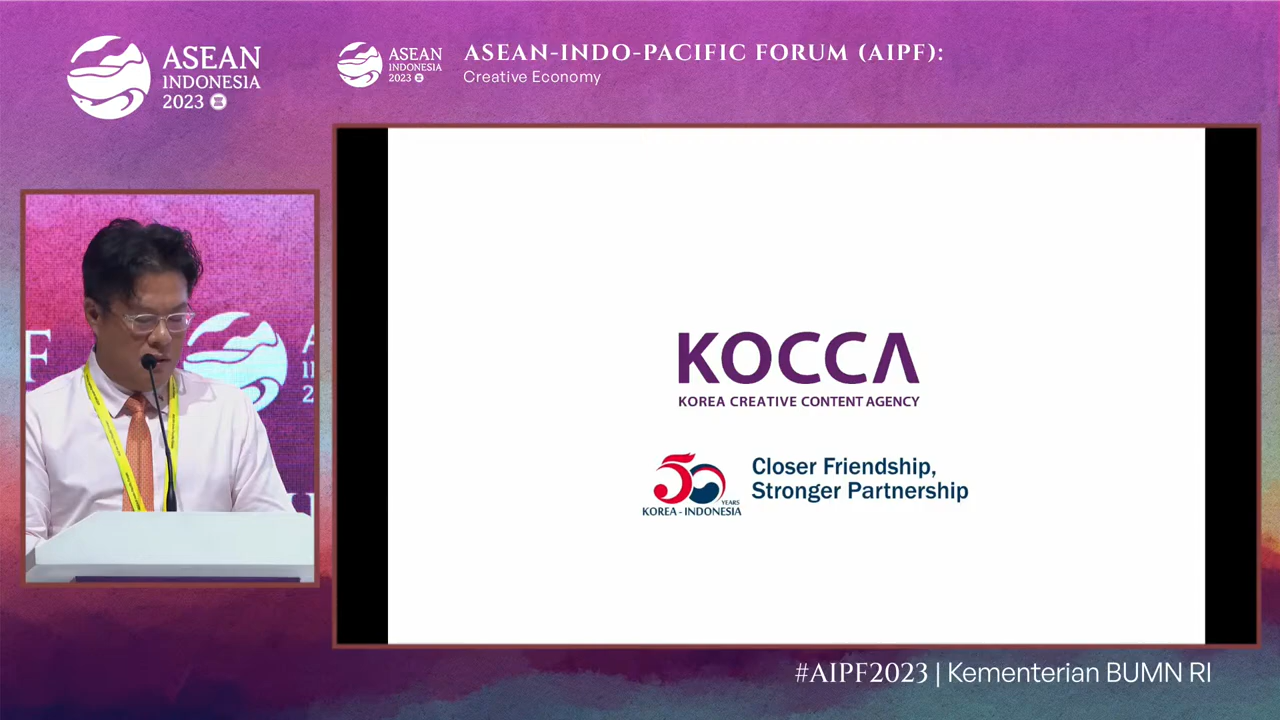 ASEAN
INDONESIA
2023
ASEAN
INDONESIA
2023
ASEAN-INDO-PACIFIC FORUM (AIPF):
Creative Economy
F
KOCCA
KOREA CREATIVE CONTENT AGENCY
50
YEARS
KOREA - INDONESIA
Closer Friendship,
Stronger Partnership
#AIPF2023 | Kementerian BUMN RI